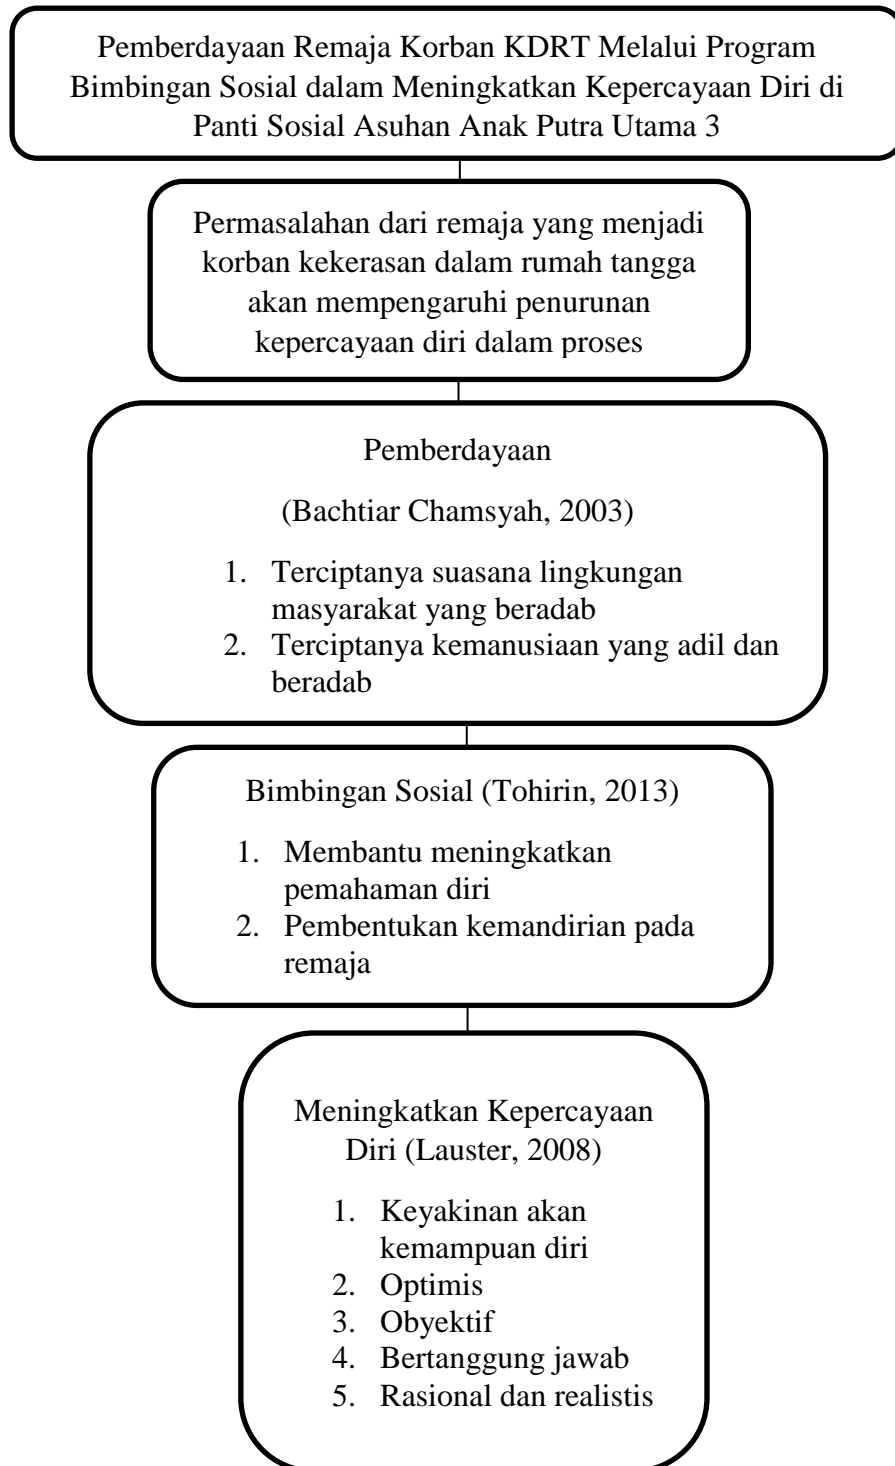 Pemberdayaan Remaja Korban KDRT Melalui Program
Bimbingan Sosial dalam Meningkatkan Kepercayaan Diri di
Panti Sosial Asuhan Anak Putra Utama 3
Permasalahan dari remaja yang menjadi
korban kekerasan dalam rumah tangga
akan mempengaruhi penurunan
kepercayaan diri dalam proses
Pemberdayaan
(Bachtiar Chamsyah, 2003)
1. Terciptanya suasana lingkungan
masyarakat yang beradab
2. Terciptanya kemanusiaan yang adil dan
beradab
Bimbingan Sosial (Tohirin, 2013)
1. Membantu meningkatkan
pemahaman diri
2. Pembentukan kemandirian pada
remaja
Meningkatkan Kepercayaan
Diri (Lauster, 2008)
1. Keyakinan akan
kemampuan diri
2. Optimis
3. Obyektif
4. Bertanggung jawab
5. Rasional dan realistis